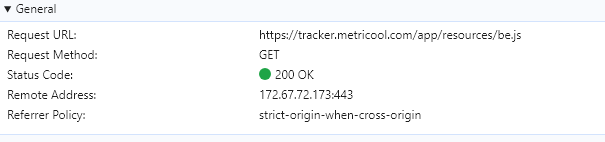 General
Request URL: https://tracker.metricool.com/app/resources/be.js
Request Method: GET
Status Code: 200 OK
Remote Address: 172.67.72.173:443
Referrer Policy: strict-origin-when-cross-origin